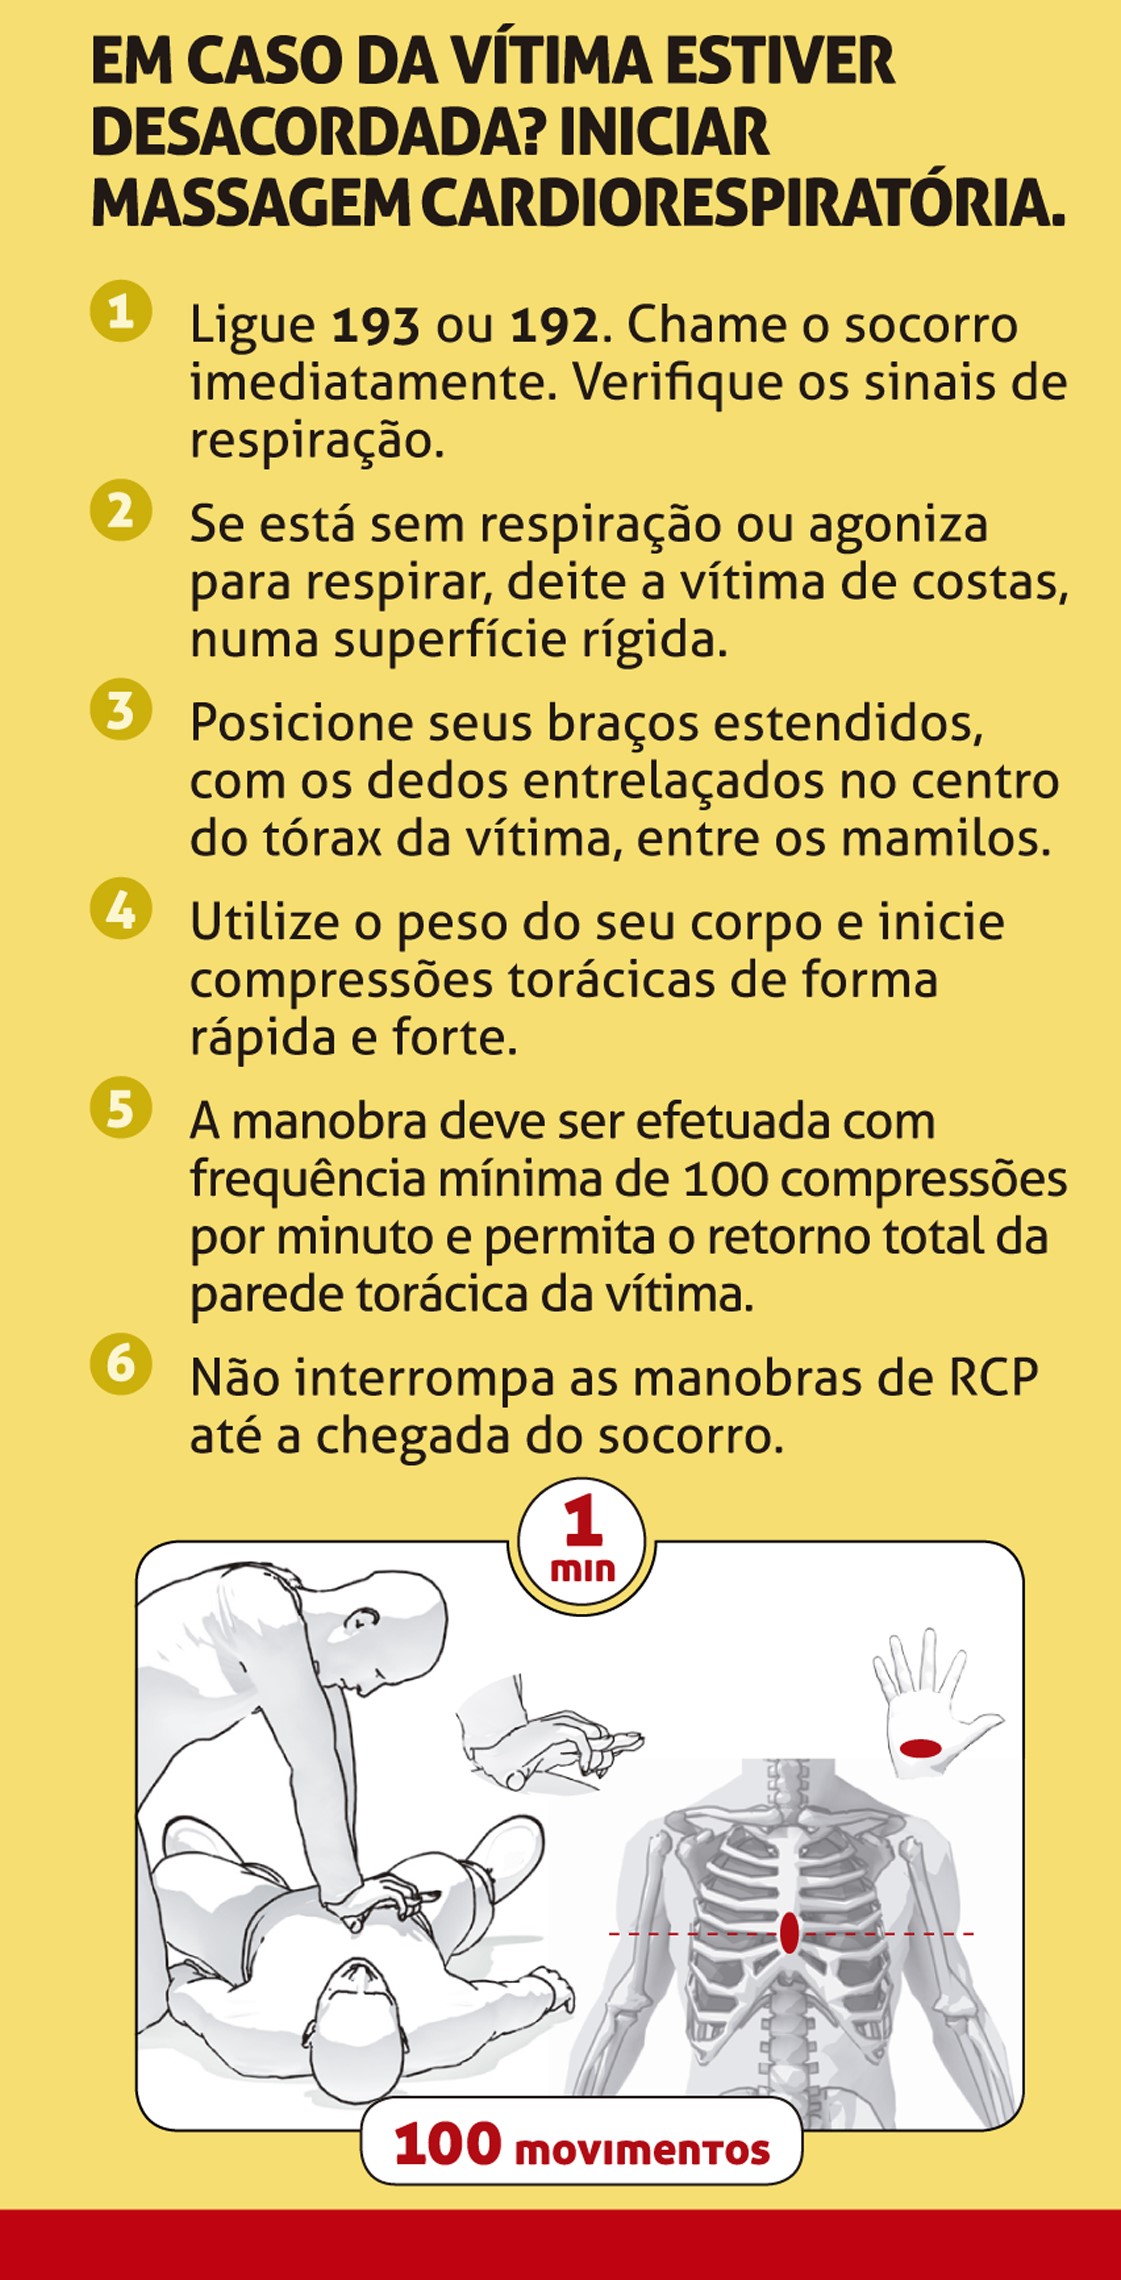 EM CASO DA VÍTIMA ESTIVER
DESACORDADA? INICIAR
MASSAGEM CARDIORESPIRATÓRIA.
1 Ligue 193 ou 192. Chame o socorro
imediatamente. Verifique os sinais de
respiração.
2 Se está sem respiração ou agoniza
para respirar, deite a vítima de costas,
numa superfície rígida.
3 Posicione seus braços estendidos,
com os dedos entrelaçados no centro
do tórax da vítima, entre os mamilos.
4 Utilize o peso do seu corpo e inicie
compressões torácicas de forma
rápida e forte.
5 A manobra deve ser efetuada com
frequência mínima de 100 compressões
por minuto e permita o retorno total da
parede torácica da vítima.
6 Não interrompa as manobras de RCP
até a chegada do socorro.
1
min
100 movimentos